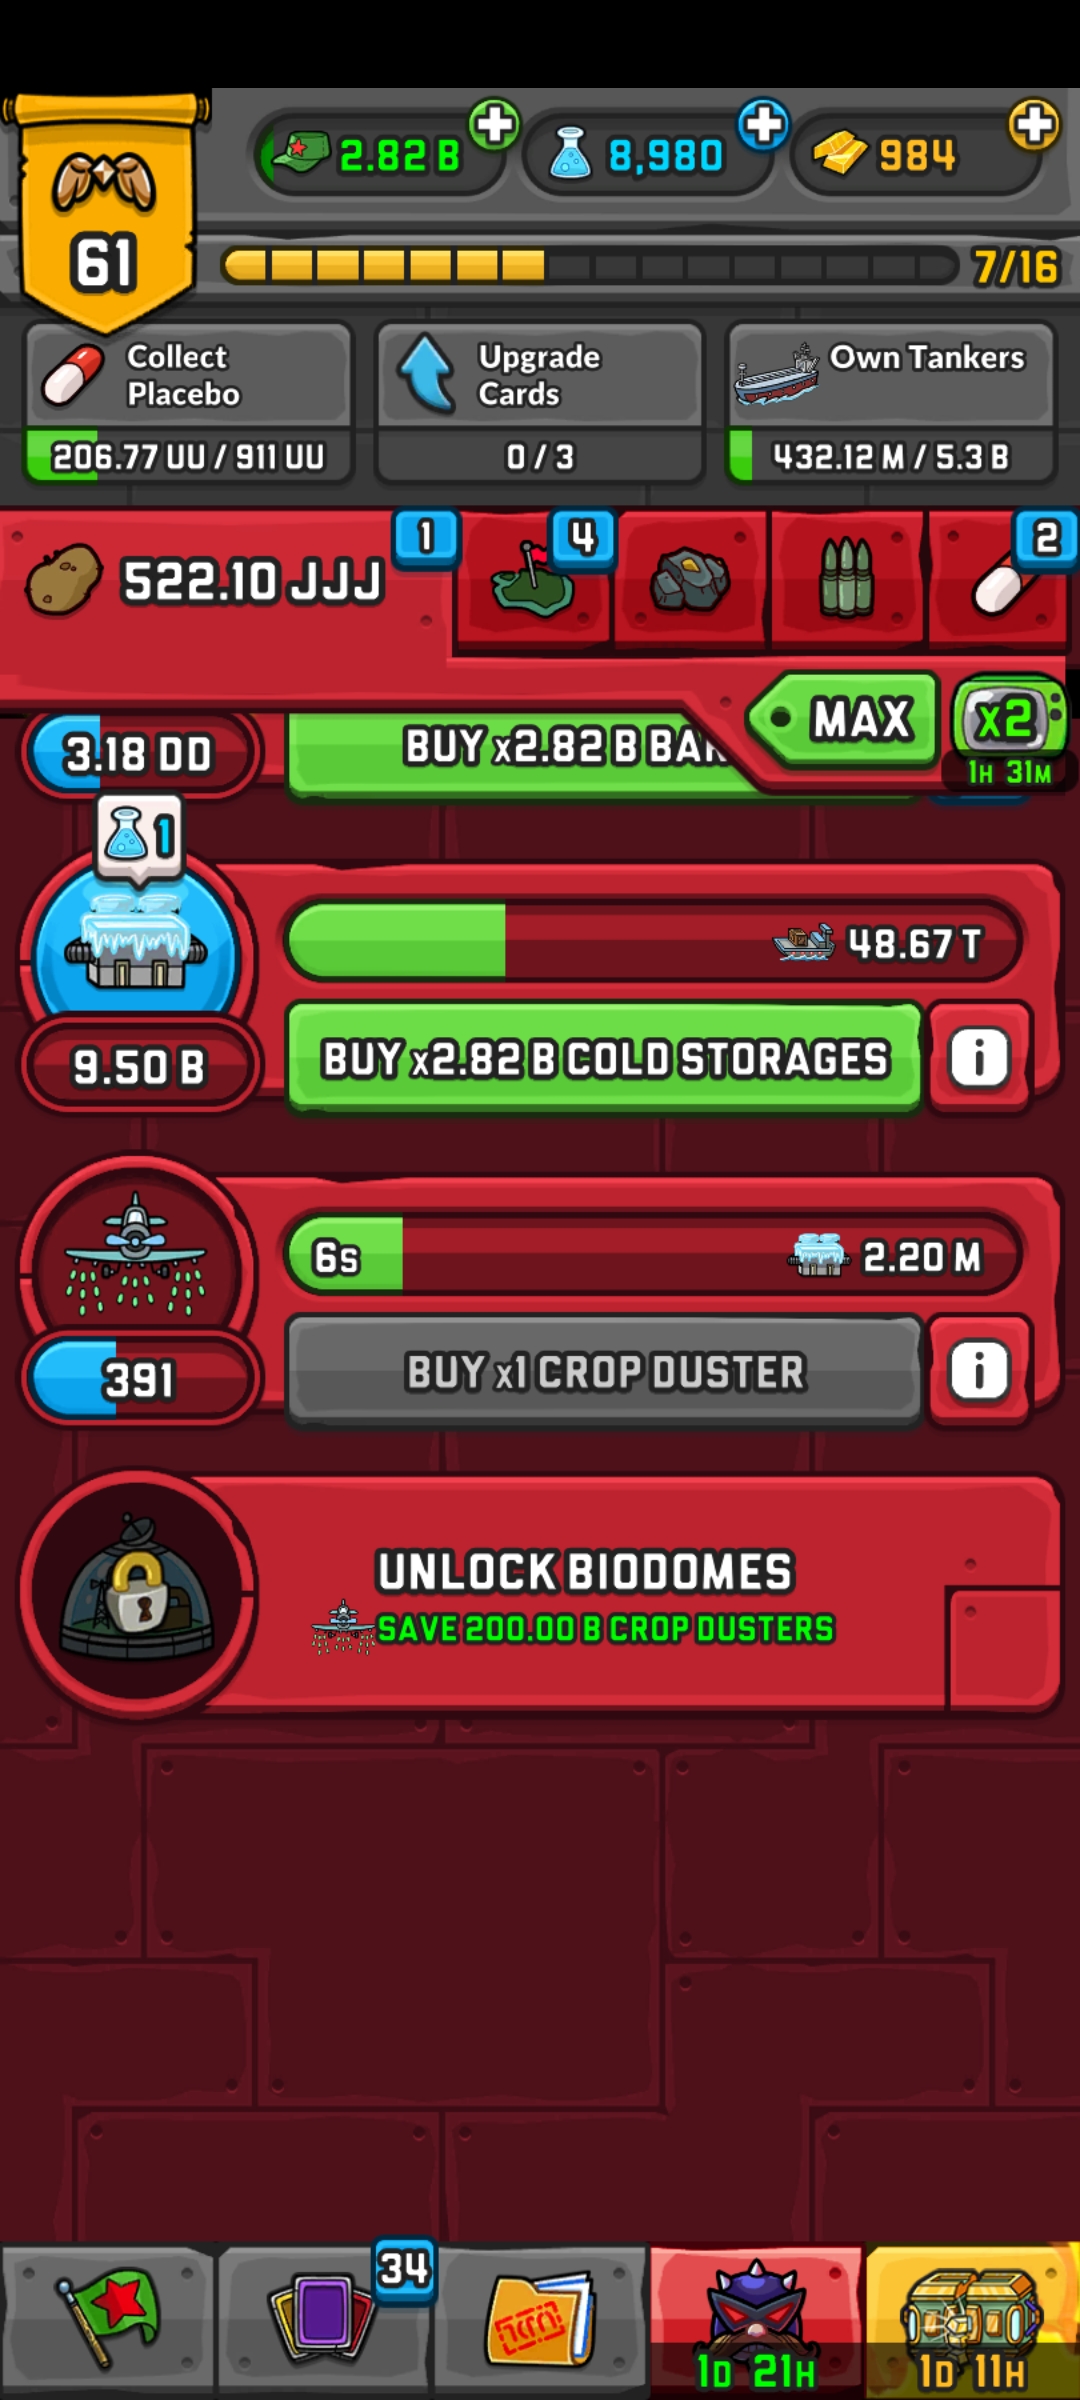 2.82 B
8,980
984
61
7/16
Collect
Placebo
Upgrade
Cards
Own Tankers
206.77 UU / 911 UU
0 / 3
432.12 M / 5.3 B
522.10 JJJ
1
4
2
MAX
x2
1H 31M
3.18 DD
BUY x2.82 B
1
48.67 T
9.50 B
BUY x2.82 B COLD STORAGES
i
6s
2.20 M
391
BUY x1 CROP DUSTER
i
UNLOCK BIODOMES
SAVE 200.00 B CROP DUSTERS
34
1D 21H
1D 11H